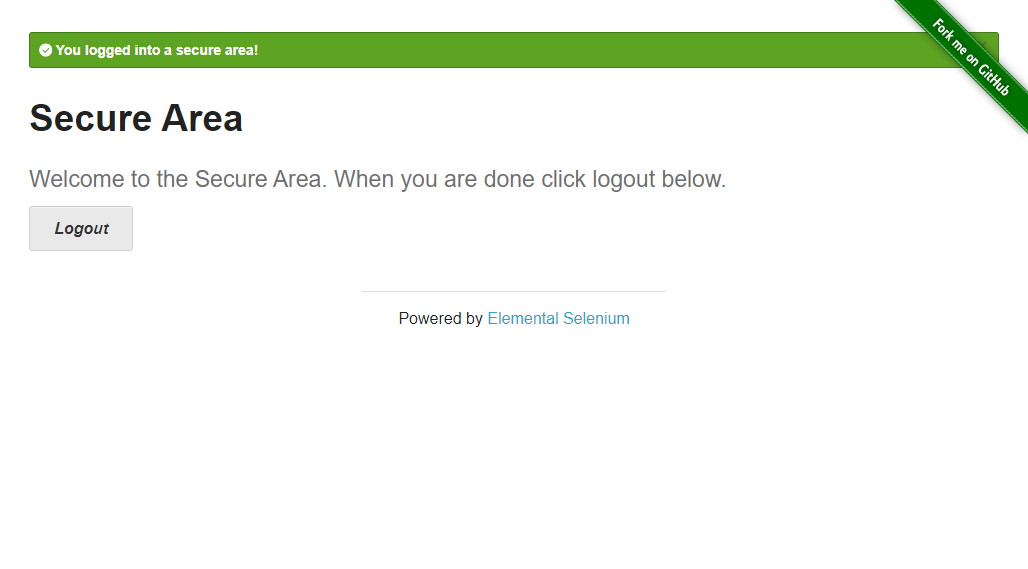 You logged into a secure area!
Fork me on GitHub
Secure Area
Welcome to the Secure Area. When you are done click logout below.
Logout
Powered by Elemental Selenium